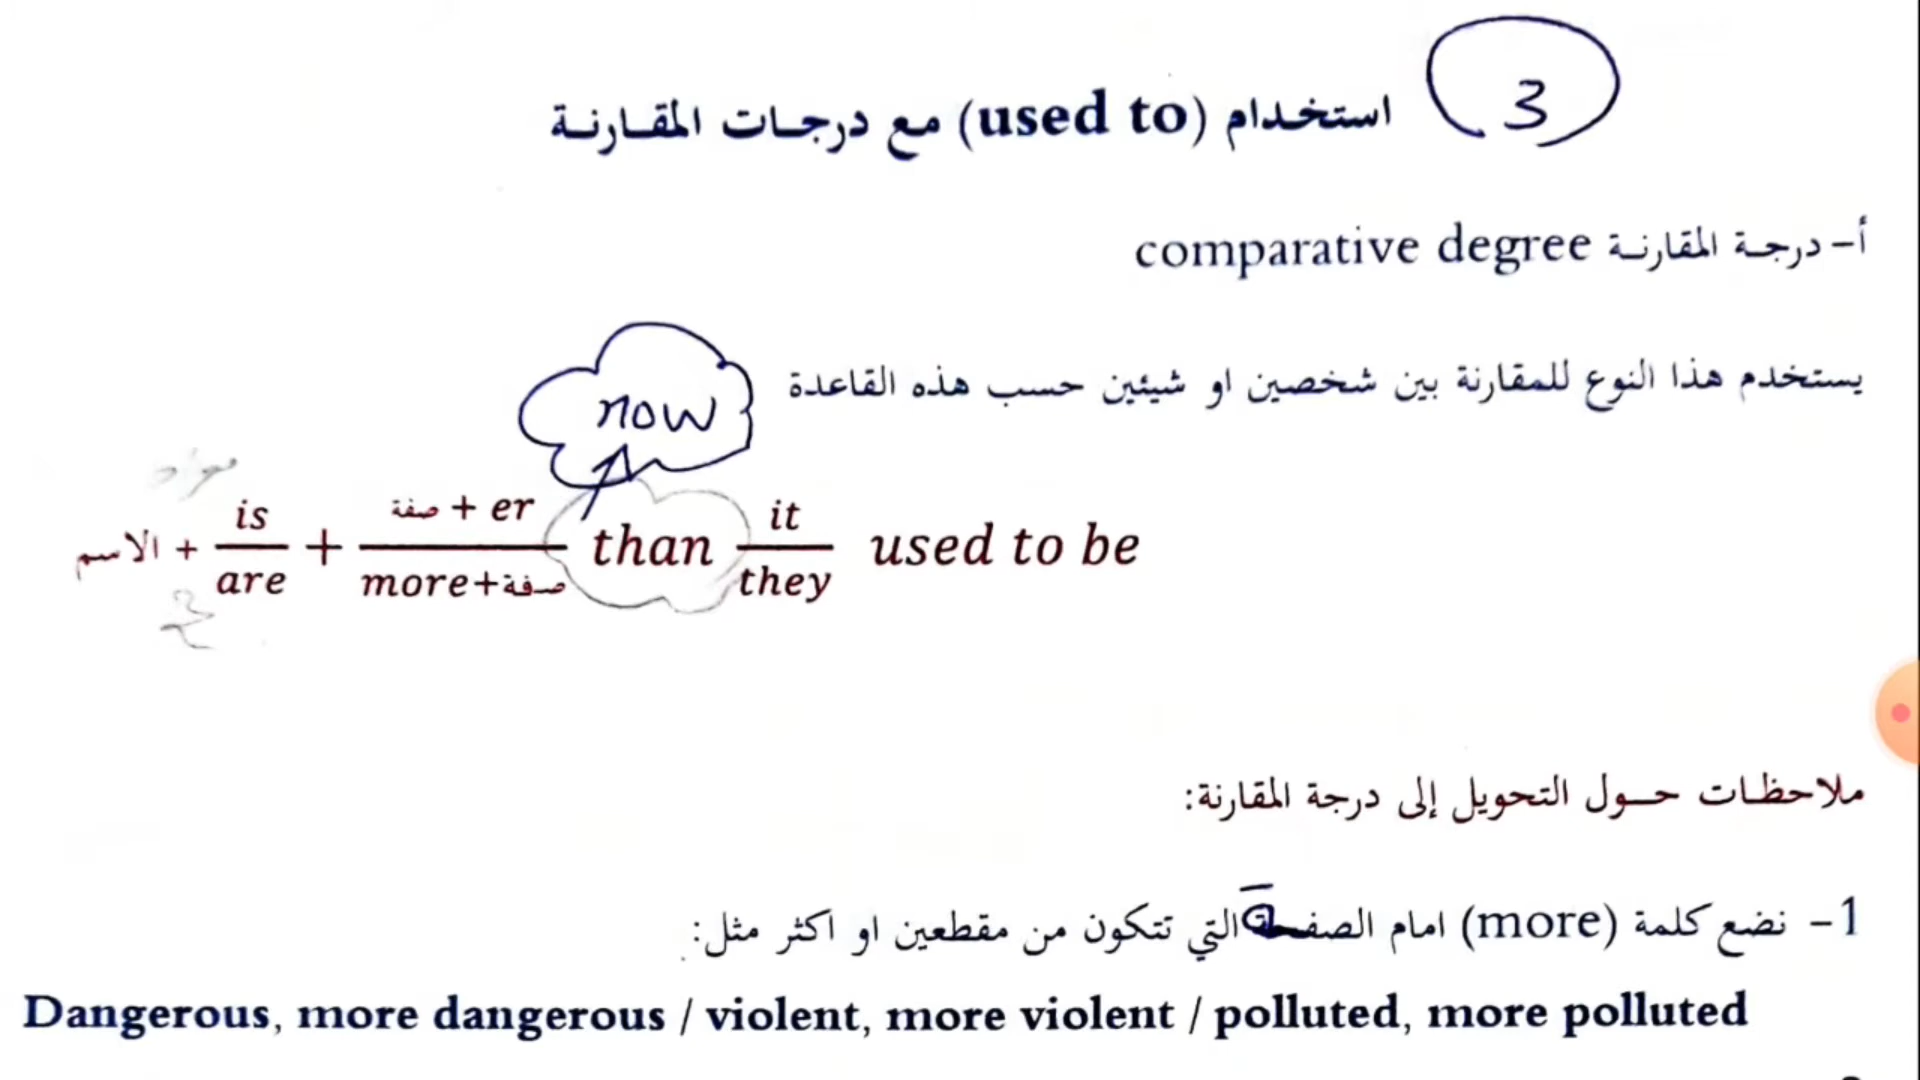 3 استخدام (used to) مع درجات المقارنة
أ- درجة المقارنة comparative degree
يستخدم هذا النوع للمقارنة بين شخصين او شيئين حسب هذه القاعدة
now
الاسم + is / are + صفة + er / more+صفة than it / they used to be
ملاحظات حول التحويل إلى درجة المقارنة:
1- نضع كلمة (more) امام الصفة التي تتكون من مقطعين او اكثر مثل:
Dangerous, more dangerous / violent, more violent / polluted, more polluted